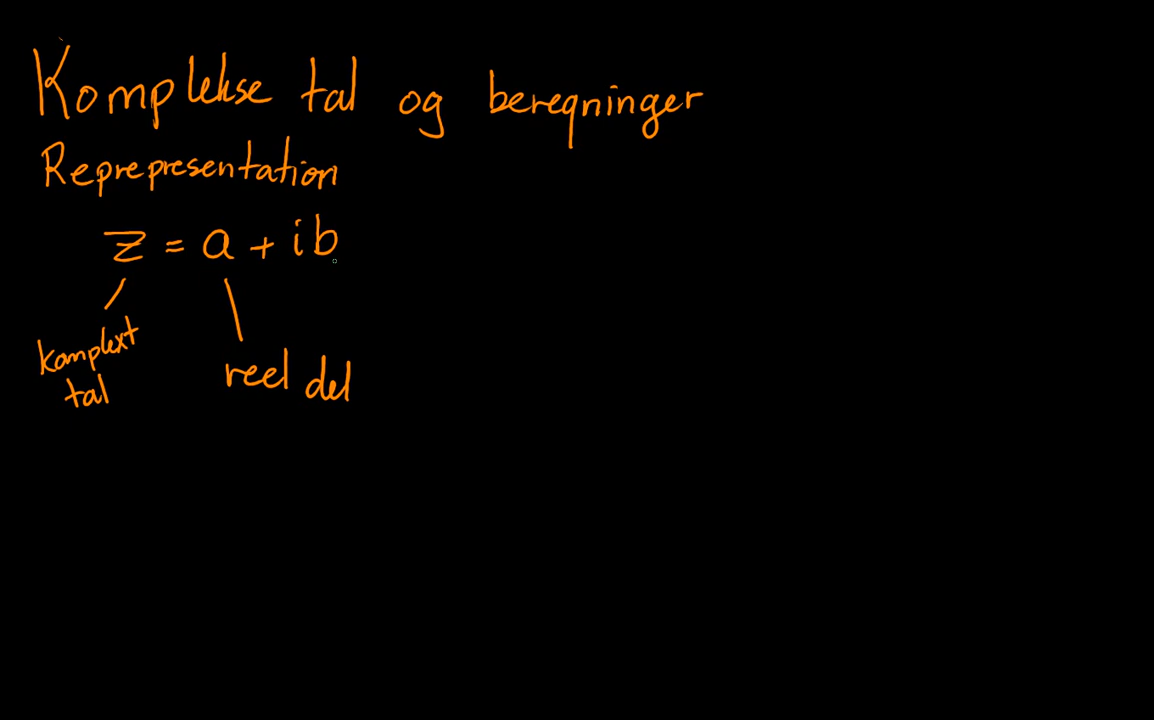 Komplekse tal og beregninger
Reprepresentation
z = a + ib
komplext
tal
reel del